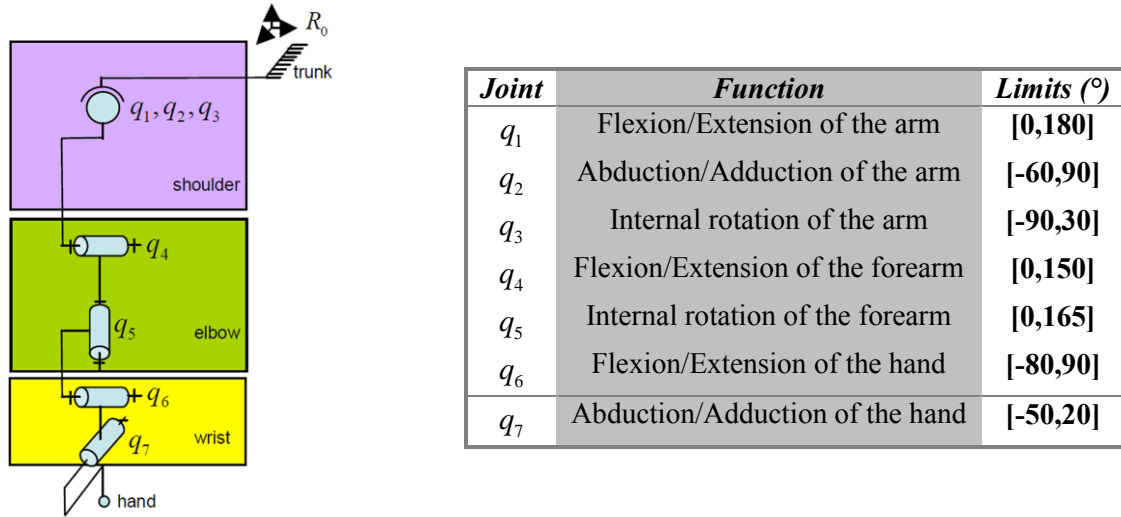 R₀
trunk
q₁, q₂, q₃
shoulder
q₄
q₅
elbow
q₆
q₇
wrist
hand
Joint Function Limits (°)
q₁ Flexion/Extension of the arm [0,180]
q₂ Abduction/Adduction of the arm [-60,90]
q₃ Internal rotation of the arm [-90,30]
q₄ Flexion/Extension of the forearm [0,150]
q₅ Internal rotation of the forearm [0,165]
q₆ Flexion/Extension of the hand [-80,90]
q₇ Abduction/Adduction of the hand [-50,20]